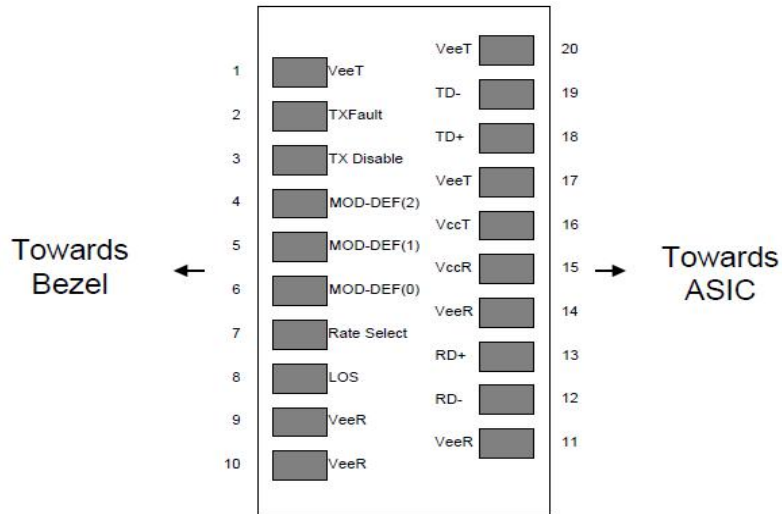 VeeT 20
1 VeeT
TD- 19
2 TXFault
TD+ 18
3 TX Disable
VeeT 17
4 MOD-DEF(2)
VccT 16
5 MOD-DEF(1)
Towards
Bezel
VccR 15
Towards
ASIC
6 MOD-DEF(0)
VeeR 14
7 Rate Select
RD+ 13
8 LOS
RD- 12
9 VeeR
VeeR 11
10 VeeR